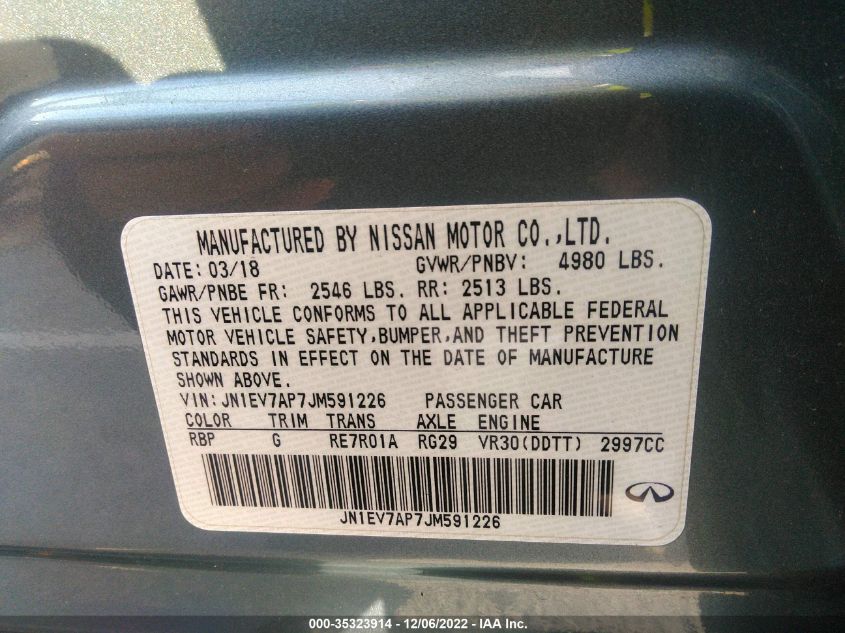 MANUFACTURED BY NISSAN MOTOR CO.,LTD.
DATE: 03/18 GVWR/PNBV: 4980 LBS.
GAWR/PNBE FR: 2546 LBS. RR: 2513 LBS.
THIS VEHICLE CONFORMS TO ALL APPLICABLE FEDERAL
MOTOR VEHICLE SAFETY,BUMPER,AND THEFT PREVENTION
STANDARDS IN EFFECT ON THE DATE OF MANUFACTURE
SHOWN ABOVE.
VIN: JN1EV7AP7JM591226 PASSENGER CAR
COLOR TRIM TRANS AXLE ENGINE
RBP G RE7R01A RG29 VR30(DDTT) 2997CC
JN1EV7AP7JM591226
000-35323914 - 12/06/2022 - IAA Inc.